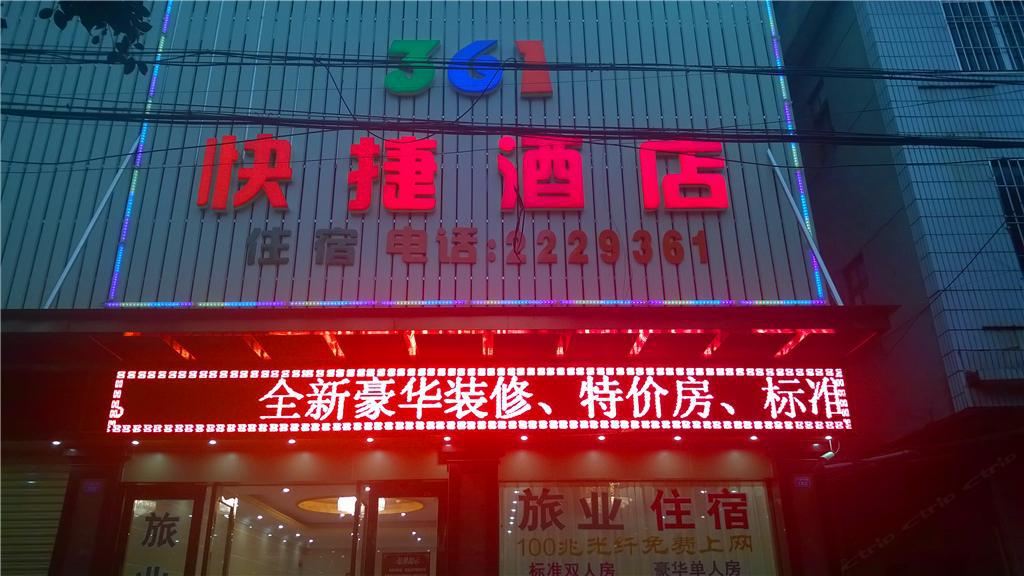 361
快捷酒店
住宿 电话:2229361
全新豪华装修、特价房、标准
旅业住宿
100兆光纤免费上网
标准双人房 豪华单人房
旅
业
Ctrip